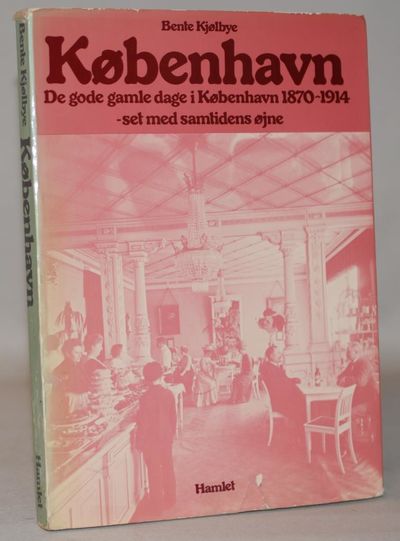 Bente Kjølbye
København
De gode gamle dage i København 1870-1914
-set med samtidens øjne
Hamlet
Bente Kjølbye
København
Hamlet